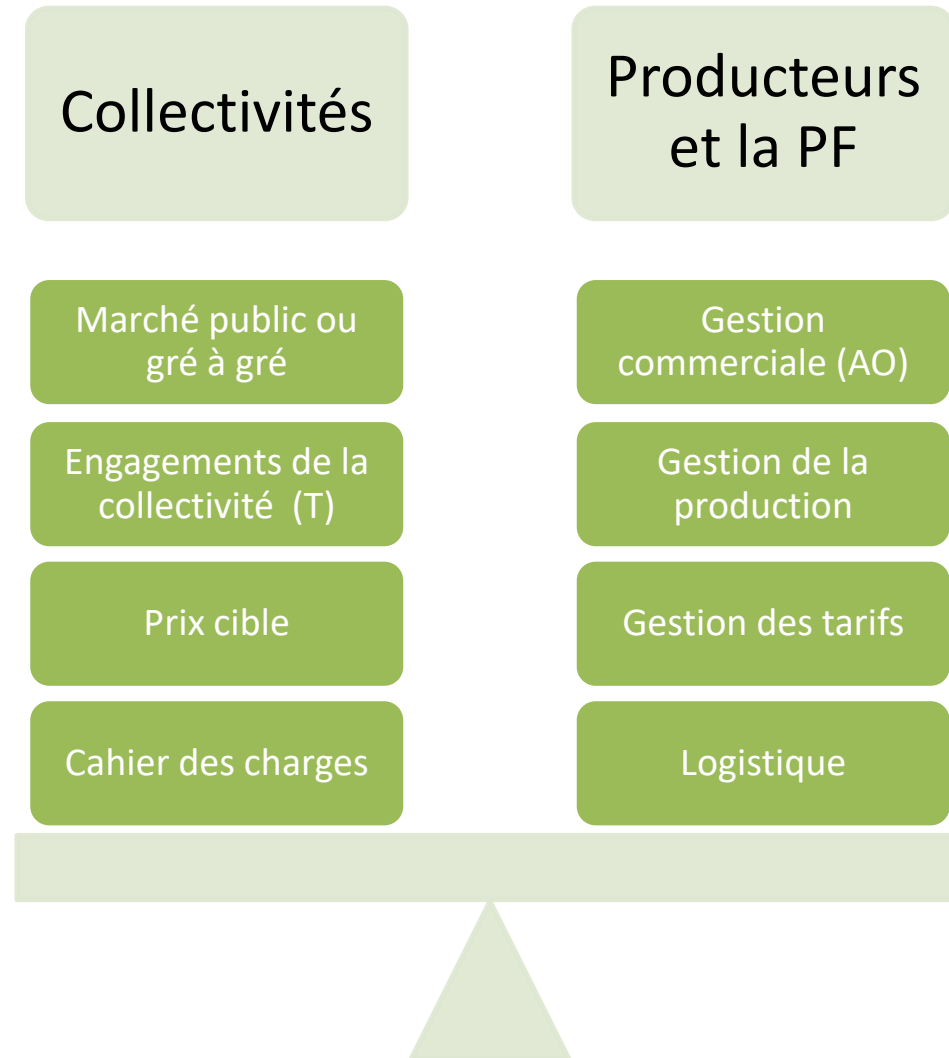 Collectivités
Producteurs
et la PF
Marché public ou
gré à gré
Gestion
commerciale (AO)
Engagements de la
collectivité (T)
Gestion de la
production
Prix cible
Gestion des tarifs
Cahier des charges
Logistique